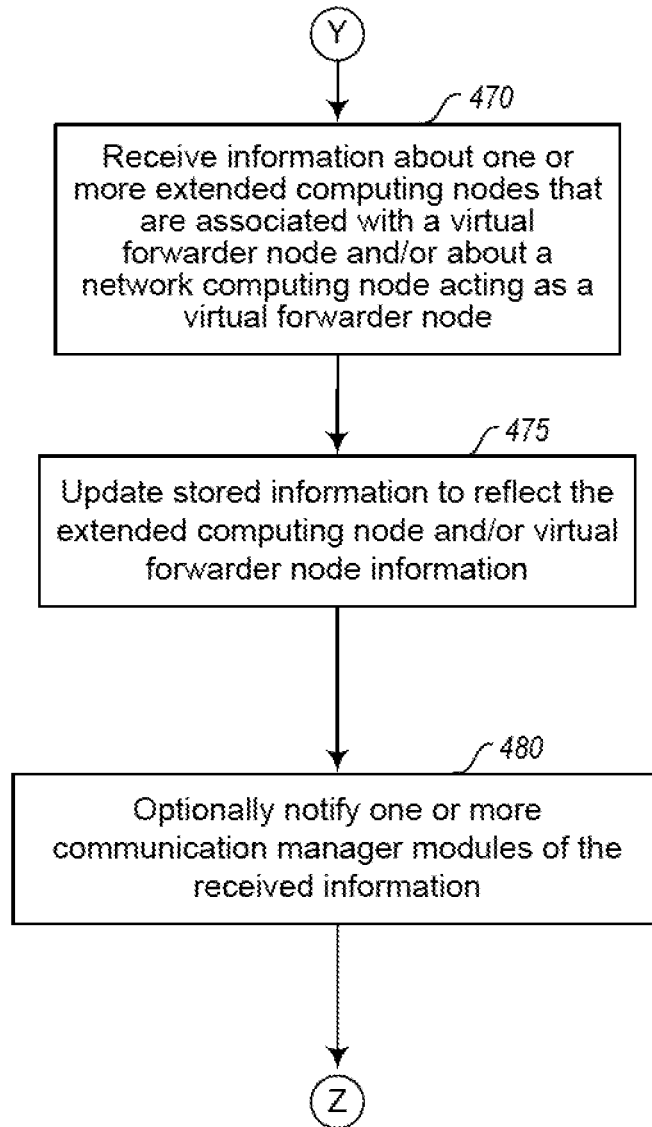 Y
470
Receive information about one or
more extended computing nodes that
are associated with a virtual
forwarder node and/or about a
network computing node acting as a
virtual forwarder node
475
Update stored information to reflect the
extended computing node and/or virtual
forwarder node information
480
Optionally notify one or more
communication manager modules of the
received information
Z